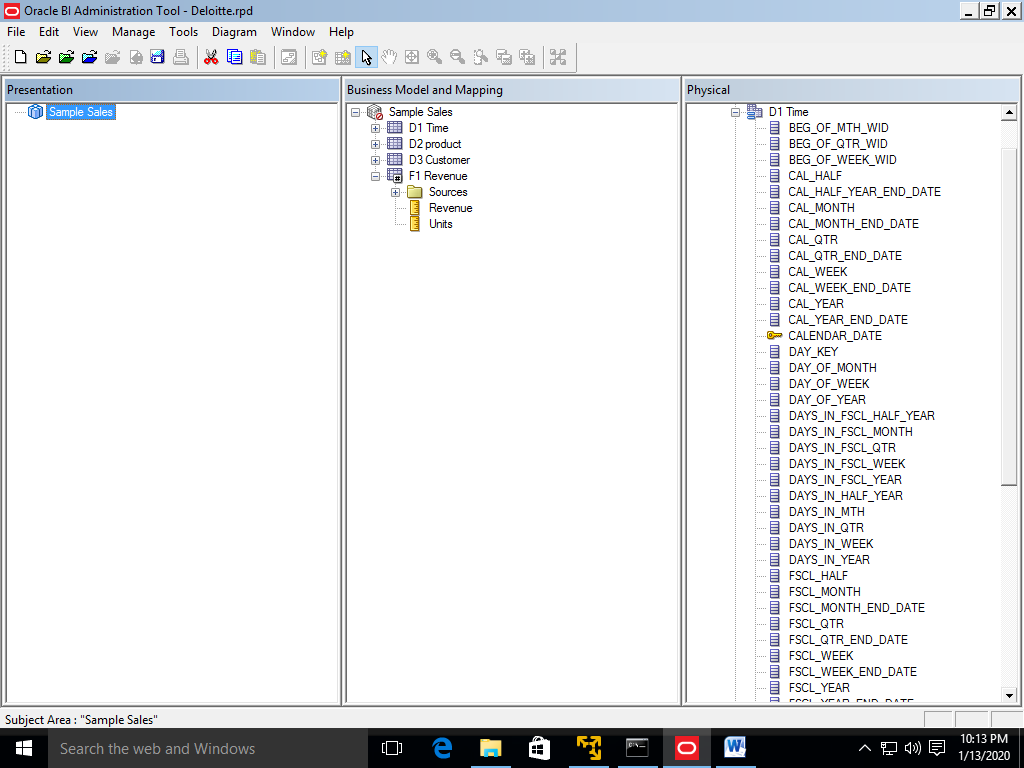 Oracle BI Administration Tool - Deloitte.rpd
File Edit View Manage Tools Diagram Window Help
Presentation
Sample Sales
Business Model and Mapping
Sample Sales
D1 Time
D2 product
D3 Customer
F1 Revenue
Sources
Revenue
Units
Physical
D1 Time
BEG_OF_MTH_WID
BEG_OF_QTR_WID
BEG_OF_WEEK_WID
CAL_HALF
CAL_HALF_YEAR_END_DATE
CAL_MONTH
CAL_MONTH_END_DATE
CAL_QTR
CAL_QTR_END_DATE
CAL_WEEK
CAL_WEEK_END_DATE
CAL_YEAR
CAL_YEAR_END_DATE
CALENDAR_DATE
DAY_KEY
DAY_OF_MONTH
DAY_OF_WEEK
DAY_OF_YEAR
DAYS_IN_FSCL_HALF_YEAR
DAYS_IN_FSCL_MONTH
DAYS_IN_FSCL_QTR
DAYS_IN_FSCL_WEEK
DAYS_IN_FSCL_YEAR
DAYS_IN_HALF_YEAR
DAYS_IN_MTH
DAYS_IN_QTR
DAYS_IN_WEEK
DAYS_IN_YEAR
FSCL_HALF
FSCL_MONTH
FSCL_MONTH_END_DATE
FSCL_QTR
FSCL_QTR_END_DATE
FSCL_WEEK
FSCL_WEEK_END_DATE
FSCL_YEAR
FSCL_YEAR_END_DATE
Subject Area : "Sample Sales"
Search the web and Windows
10:13 PM
1/13/2020